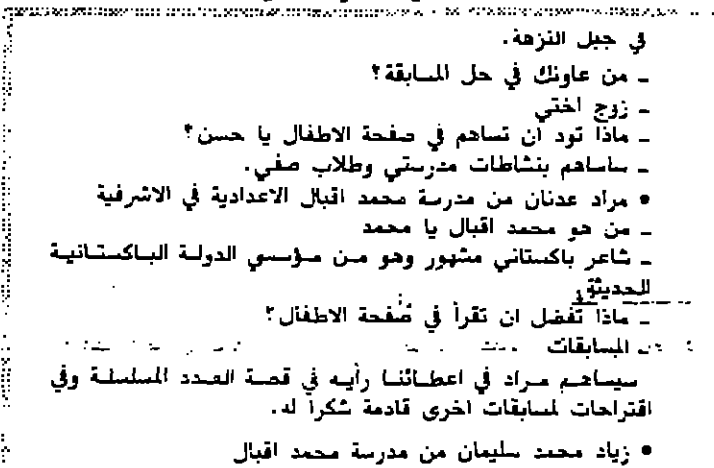 في جبل النزهة.
ـ من عاونك في حل المسابقة؟
ـ زوج اختي
ـ ماذا تود ان تساهم في صفحة الاطفال يا حسن؟
ـ ساساهم بنشاطات مدرستي وطلاب صفي.
• مراد عدنان من مدرسة محمد اقبال الاعدادية في الاشرفية
ـ من هو محمد اقبال يا محمد
ـ شاعر باكستاني مشهور وهو من مؤسسي الدولة الباكستانية
الحديثة
ـ ماذا تفضل ان تقرأ في صفحة الاطفال؟
ـ المسابقات
سيساهم مراد في اعطائنا رأيه في قصة العدد المسلسلة وفي
اقتراحات لمسابقات اخرى قادمة شكرا له.
• زياد محمد سليمان من مدرسة محمد اقبال